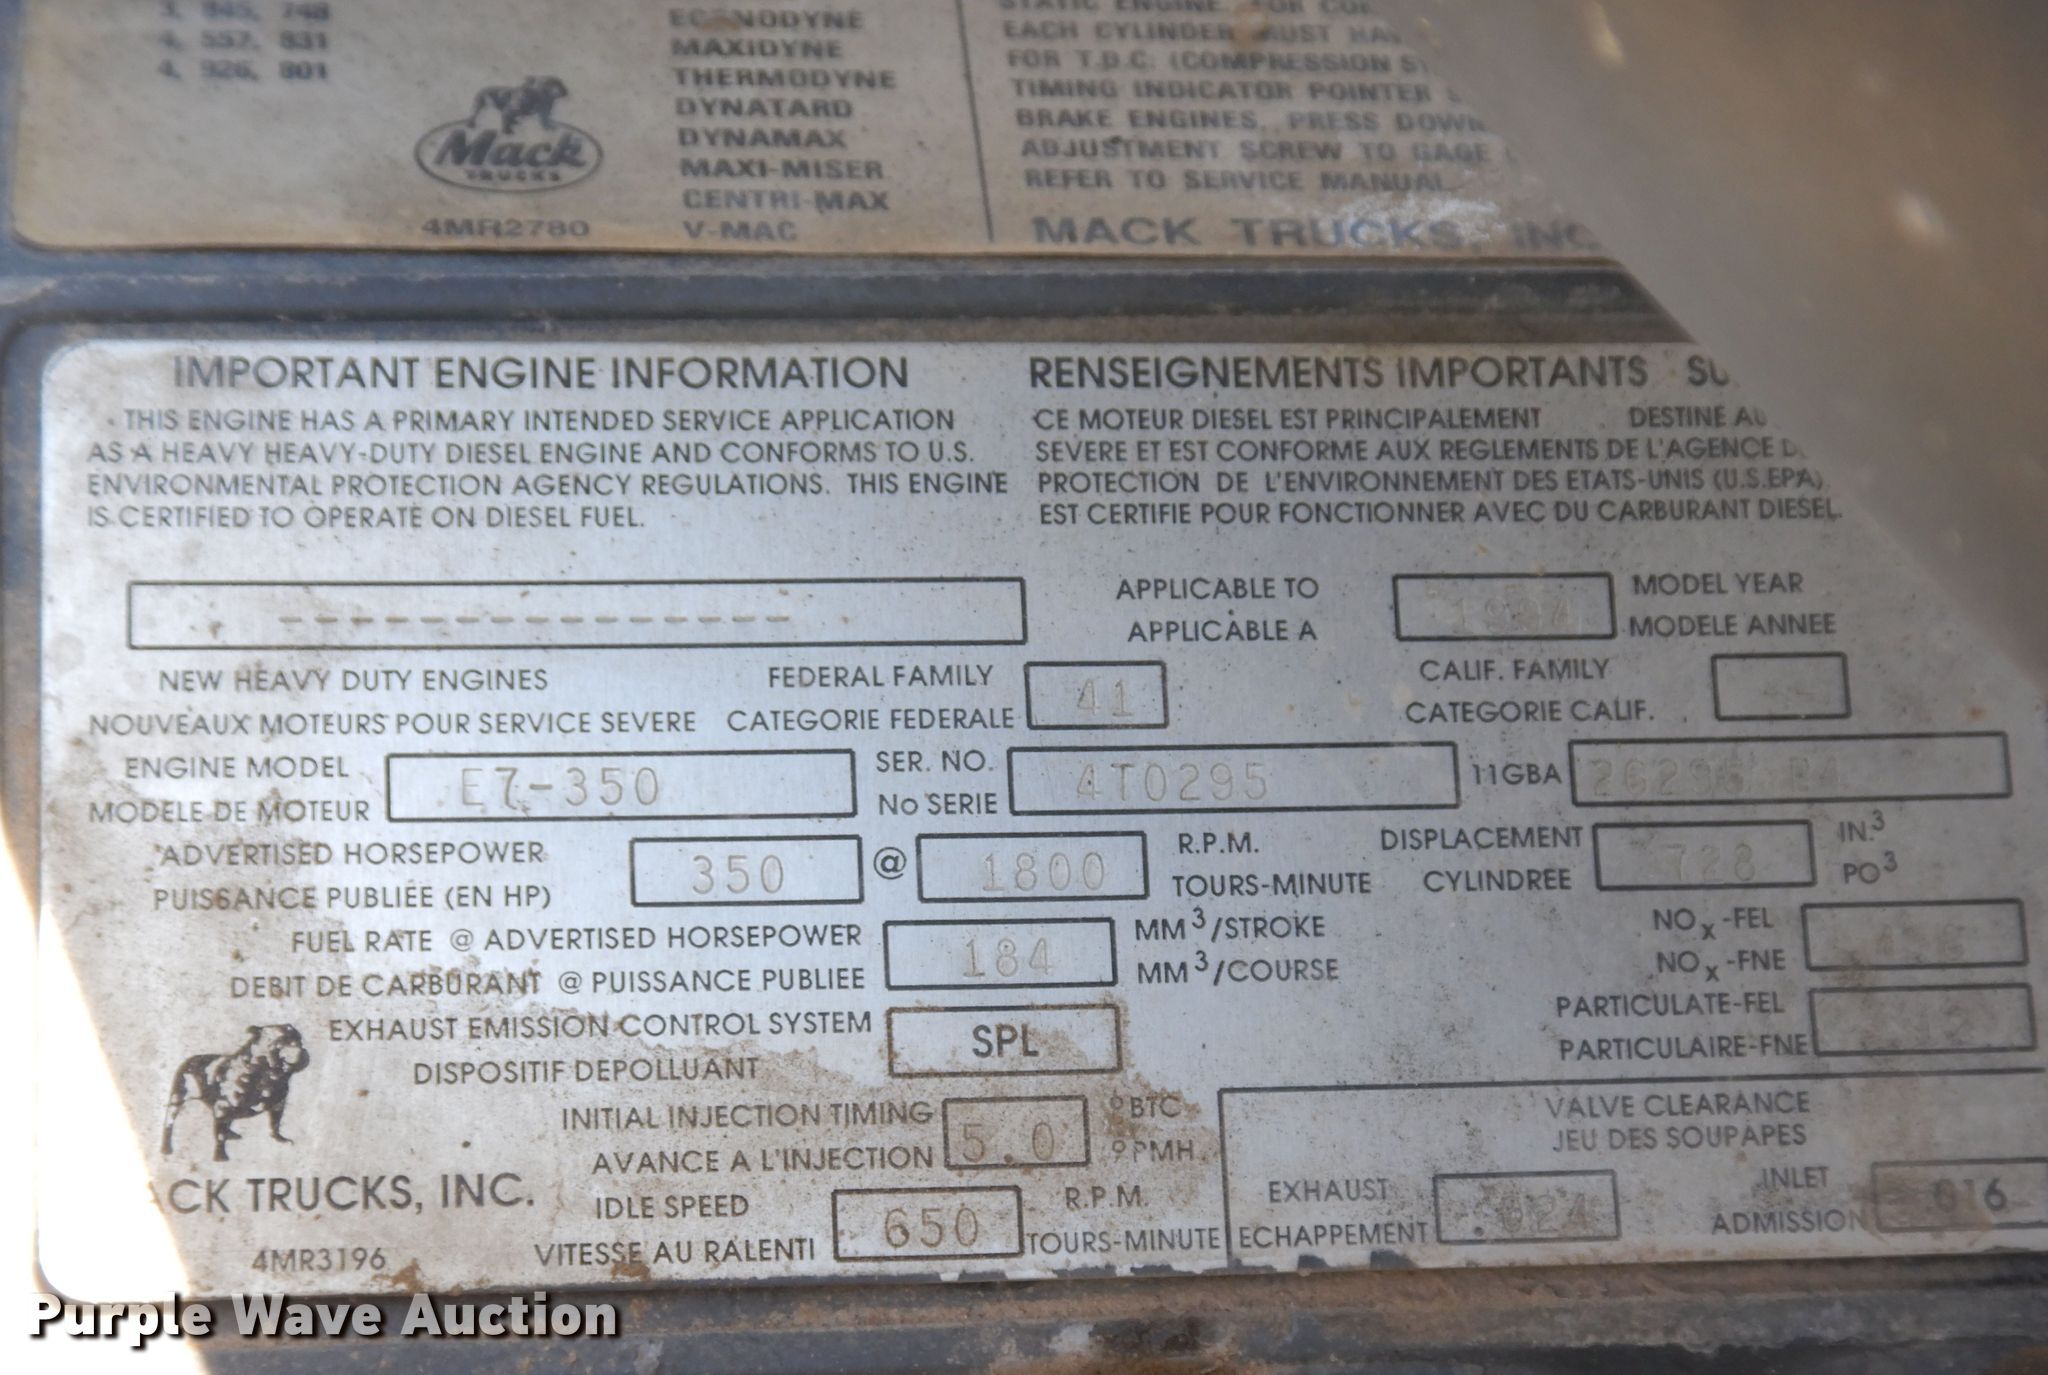 3, 845, 748
4, 557, 831
4, 926, 801
Mack
TRUCKS
4MR2780
ECONODYNE
MAXIDYNE
THERMODYNE
DYNATARD
DYNAMAX
MAXI-MISER
CENTRI-MAX
V-MAC
STATIC ENGINE. FOR
EACH CYLINDER MUST
FOR T.D.C. (COMPRESSION
TIMING INDICATOR POINTER
BRAKE ENGINES, PRESS DOWN
ADJUSTMENT SCREW TO GAGE
REFER TO SERVICE MANUAL
MACK TRUCKS, INC
IMPORTANT ENGINE INFORMATION
THIS ENGINE HAS A PRIMARY INTENDED SERVICE APPLICATION
AS A HEAVY HEAVY-DUTY DIESEL ENGINE AND CONFORMS TO U.S.
ENVIRONMENTAL PROTECTION AGENCY REGULATIONS. THIS ENGINE
IS CERTIFIED TO OPERATE ON DIESEL FUEL.
RENSEIGNEMENTS IMPORTANTS SU
CE MOTEUR DIESEL EST PRINCIPALEMENT DESTINE AU
SEVERE ET EST CONFORME AUX REGLEMENTS DE L'AGENCE D
PROTECTION DE L'ENVIRONNEMENT DES ETATS-UNIS (U.S.EPA)
EST CERTIFIE POUR FONCTIONNER AVEC DU CARBURANT DIESEL.
---------------
APPLICABLE TO 1994 MODEL YEAR
APPLICABLE A MODELE ANNEE
NEW HEAVY DUTY ENGINES FEDERAL FAMILY 41 CALIF. FAMILY
NOUVEAUX MOTEURS POUR SERVICE SEVERE CATEGORIE FEDERALE CATEGORIE CALIF.
ENGINE MODEL E7-350 SER. NO. 4T0295 11GBA
MODELE DE MOTEUR No SERIE
ADVERTISED HORSEPOWER 350 @ 1800 R.P.M. DISPLACEMENT 728 IN.3
PUISSANCE PUBLIÉE (EN HP) TOURS-MINUTE CYLINDREE PO3
FUEL RATE @ ADVERTISED HORSEPOWER 184 MM3/STROKE NOx-FEL
DEBIT DE CARBURANT @ PUISSANCE PUBLIEE MM3/COURSE NOx-FNE
EXHAUST EMISSION CONTROL SYSTEM SPL PARTICULATE-FEL
DISPOSITIF DEPOLLUANT PARTICULAIRE-FNE
INITIAL INJECTION TIMING 5.0 °BTC
AVANCE A L'INJECTION °PMH
VALVE CLEARANCE
JEU DES SOUPAPES
CK TRUCKS, INC.
IDLE SPEED 650 R.P.M. EXHAUST .024 INLET .016
VITESSE AU RALENTI TOURS-MINUTE ECHAPPEMENT ADMISSION
4MR3196
Purple Wave Auction